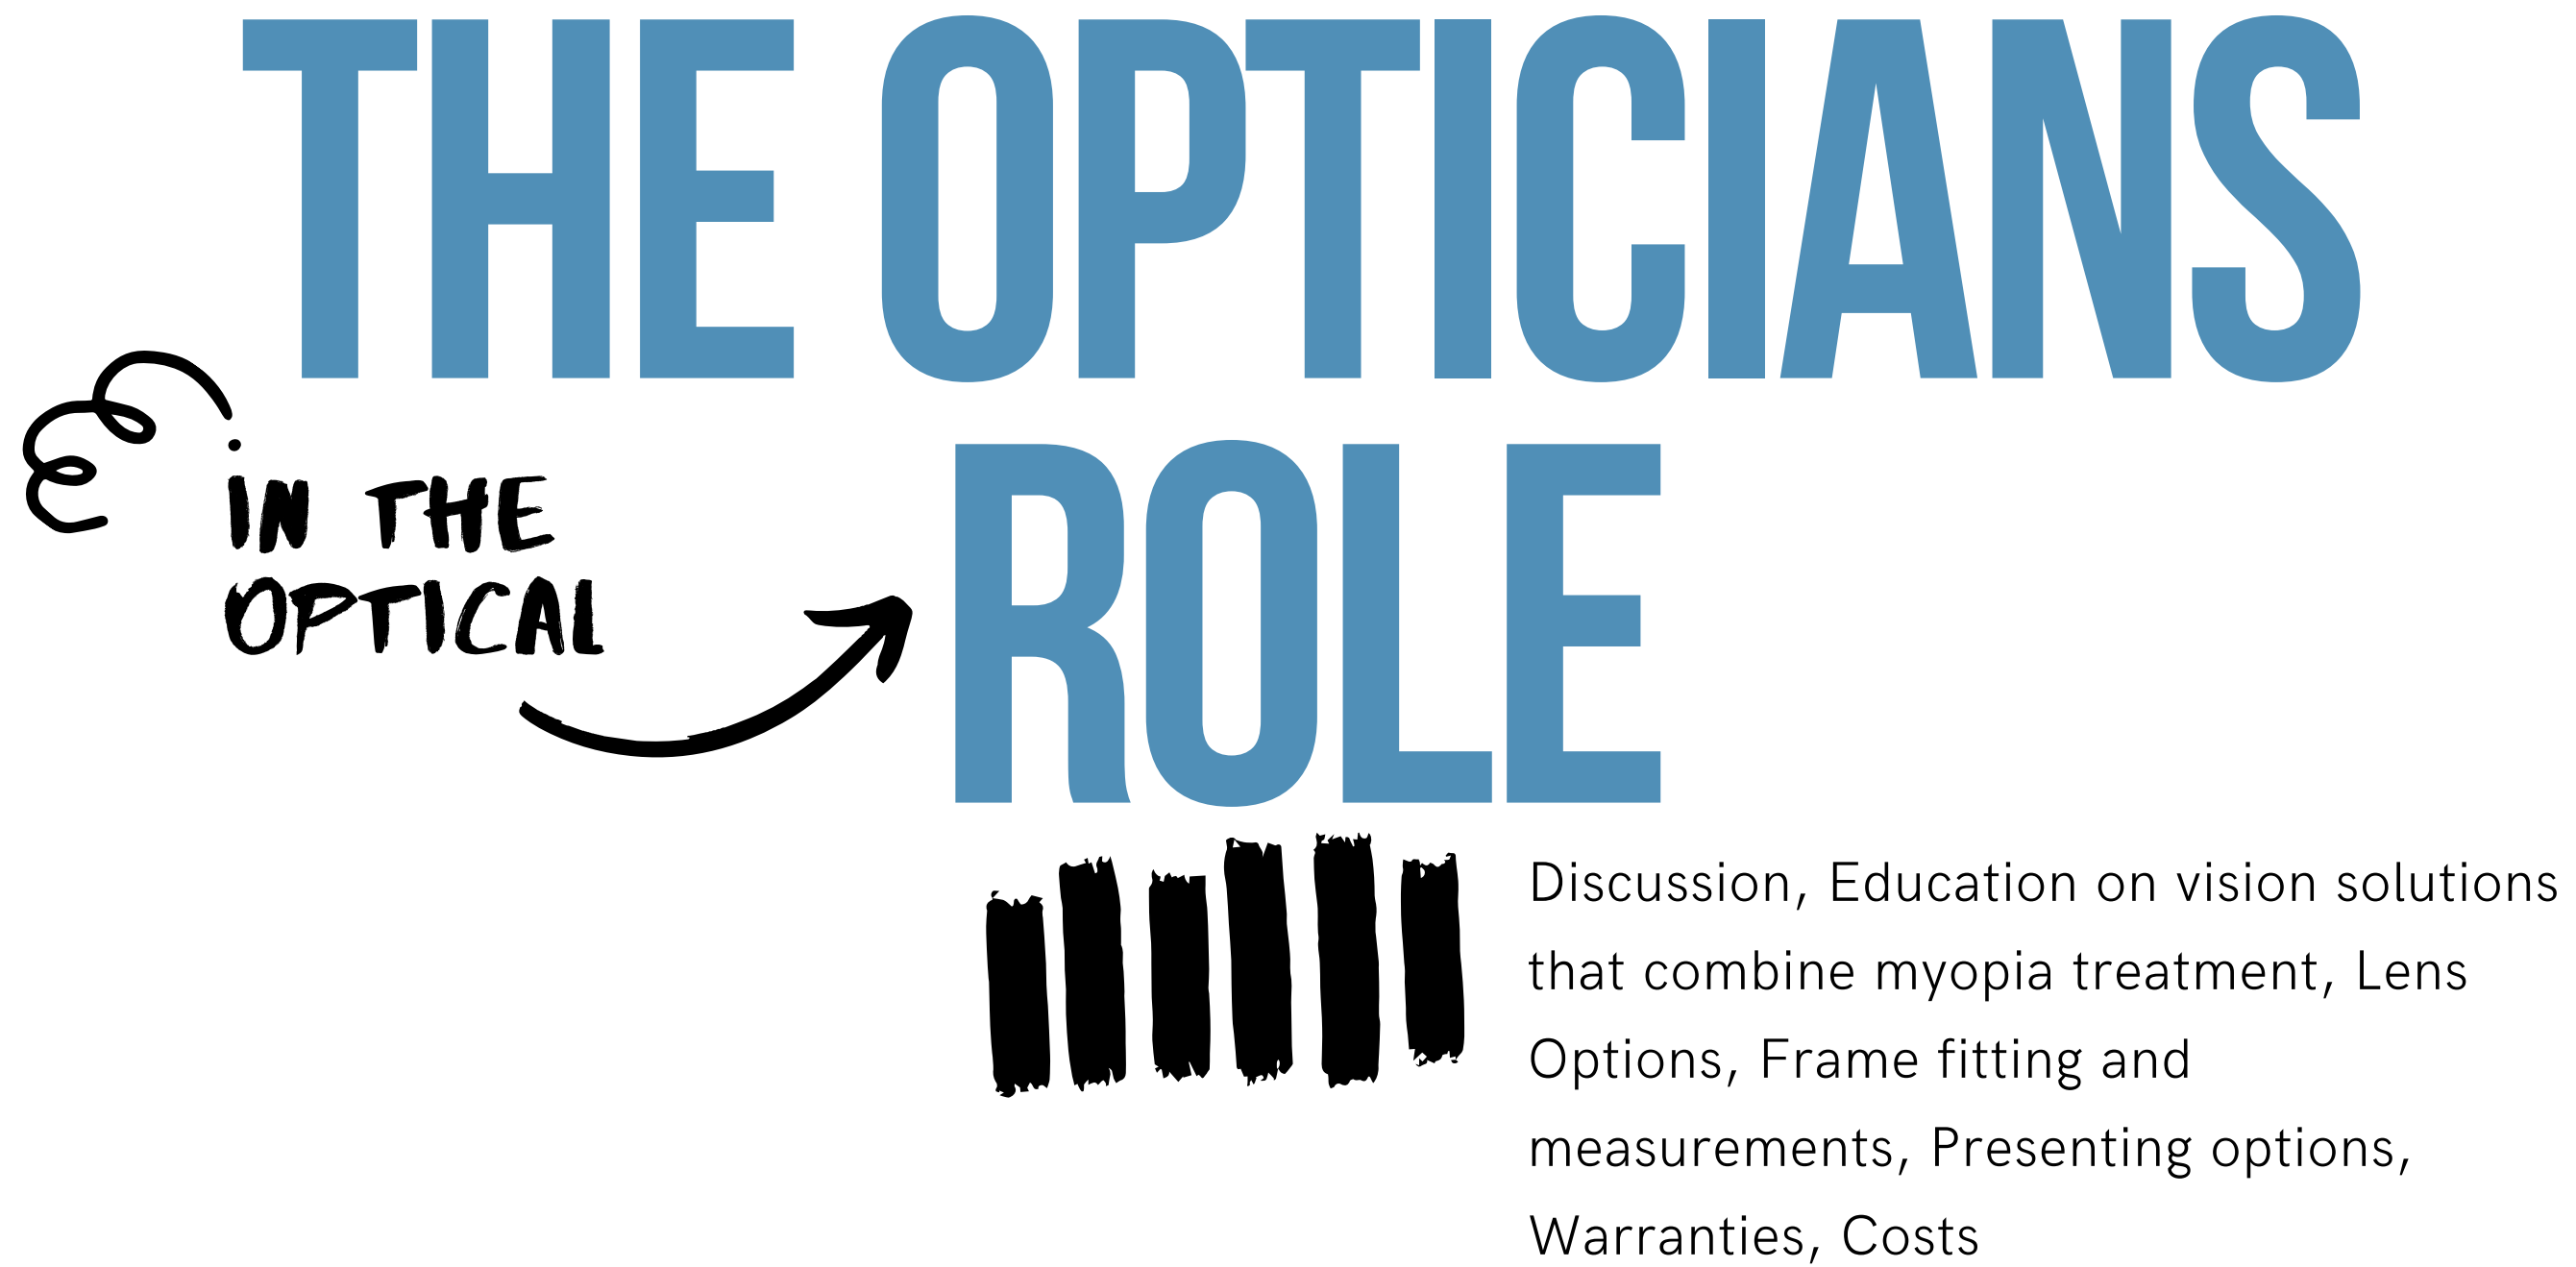 THE OPTICIANS
ROLE
IN THE
OPTICAL
Discussion, Education on vision solutions
that combine myopia treatment, Lens
Options, Frame fitting and
measurements, Presenting options,
Warranties, Costs